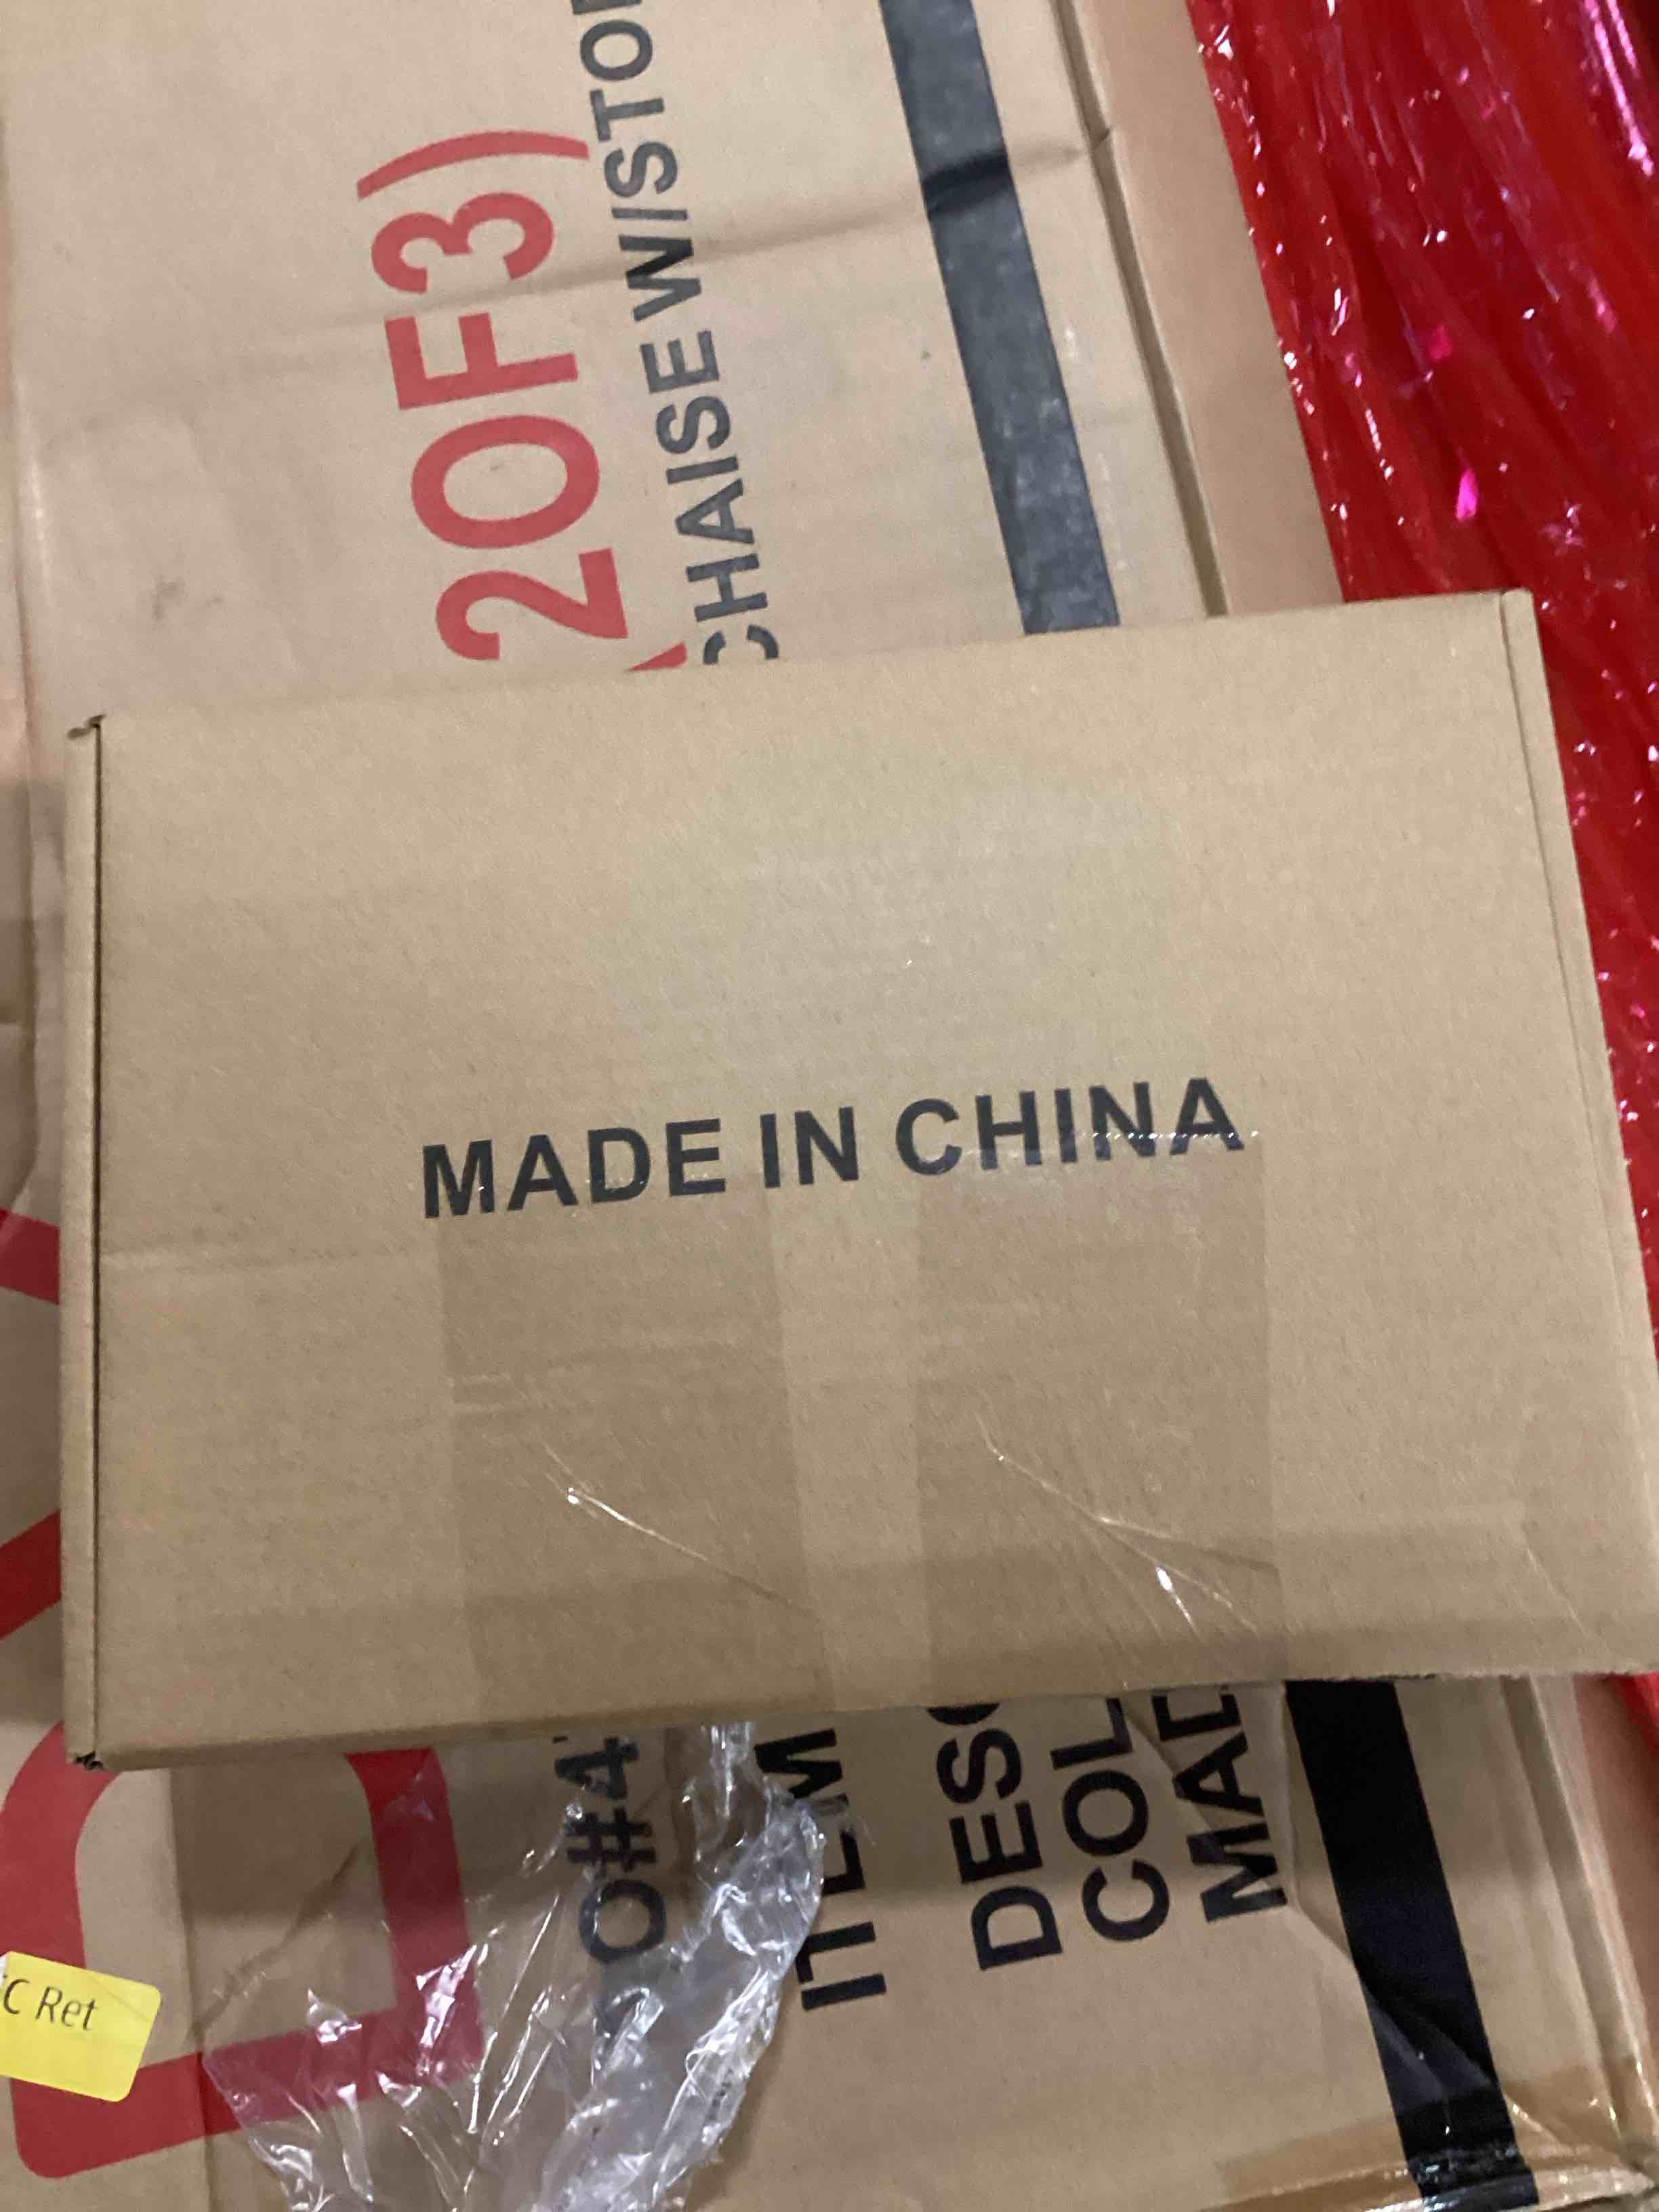 2OF3)
CHAISE W/STO
MADE IN CHINA
O#4
ITEM
DESC
COL
MAD
C Ret